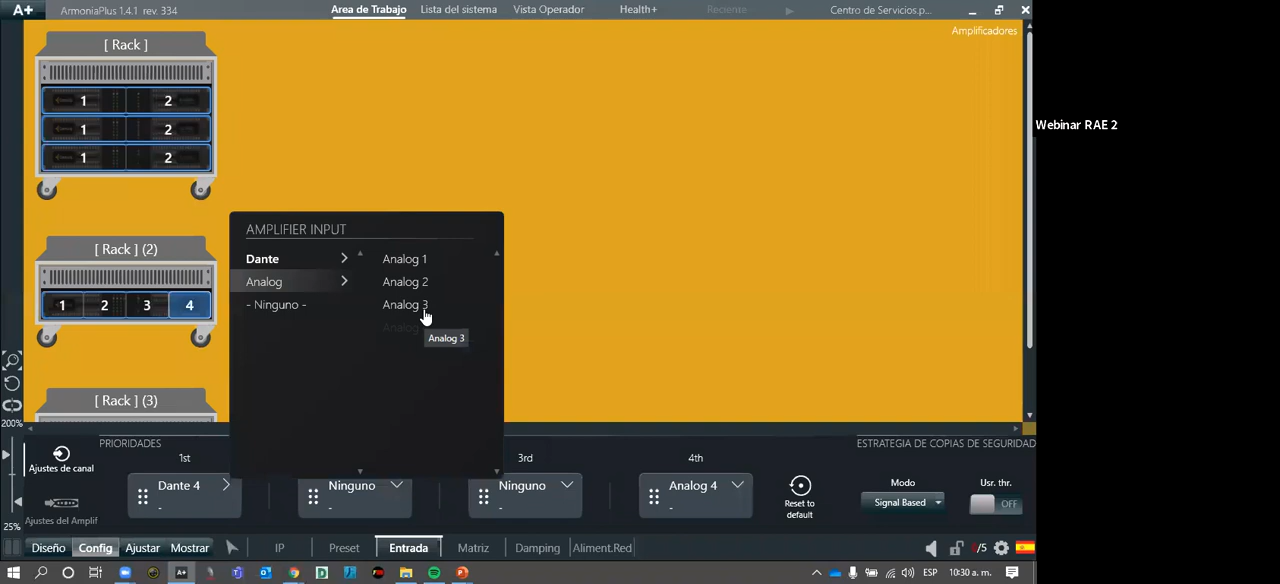 A+
ArmoníaPlus 1.4.1 rev. 334
Area de Trabajo
Lista del sistema
Vista Operador
Health+
Reciente
Centro de Servicios.p...
Amplificadores
[ Rack ]
1 2
1 2
1 2
Webinar RAE 2
[ Rack ] (2)
1 2 3 4
AMPLIFIER INPUT
Dante
Analog
- Ninguno -
Analog 1
Analog 2
Analog 3
Analog
Analog 3
[ Rack ] (3)
200%
25%
PRIORIDADES
ESTRATEGIA DE COPIAS DE SEGURIDAD
Ajustes de canal
Ajustes del Amplif
1st
3rd
4th
Dante 4
-
Ninguno
-
Ninguno
-
Analog 4
-
Reset to
default
Modo
Signal Based
Usr. thr.
OFF
Diseño
Config
Ajustar
Mostrar
IP
Preset
Entrada
Matriz
Damping
Aliment.Red
/5
A+
ESP
10:30 a. m.